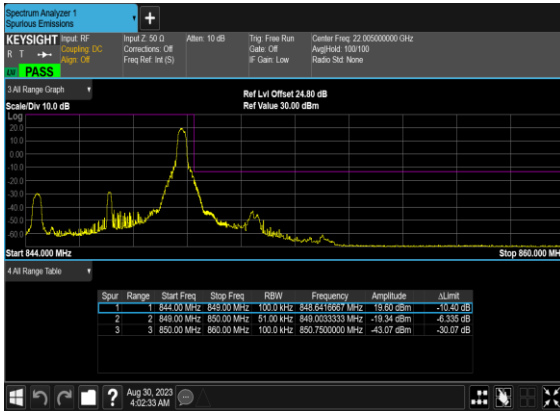 Spectrum Analyzer 1
Spurious Emissions
+
KEYSIGHT Input: RF Input Z: 50 Ω Atten: 10 dB Trig: Free Run Center Freq: 22.005000000 GHz
R T Coupling: DC Corrections: Off Gate: Off Avg|Hold: 100/100
Align: Off Freq Ref: Int (S) IF Gain: Low Radio Std: None
PASS
3 All Range Graph
Ref Lvl Offset 24.80 dB
Scale/Div 10.0 dB Ref Value 30.00 dBm
Log
20.0
10.0
0.00
-10.0
-20.0
-30.0
-40.0
-50.0
-60.0
Start 844.000 MHz Stop 860.000 MH
4 All Range Table
Spur Range Start Freq Stop Freq RBW Frequency Amplitude ΔLimit
1 1 844.00 MHz 849.00 MHz 100.0 kHz 848.6416667 MHz 19.60 dBm -10.40 dB
2 2 849.00 MHz 850.00 MHz 51.00 kHz 849.0033333 MHz -19.34 dBm -6.335 dB
3 3 850.00 MHz 860.00 MHz 100.0 kHz 850.7500000 MHz -43.07 dBm -30.07 dB
?
Aug 30, 2023
4:02:33 AM